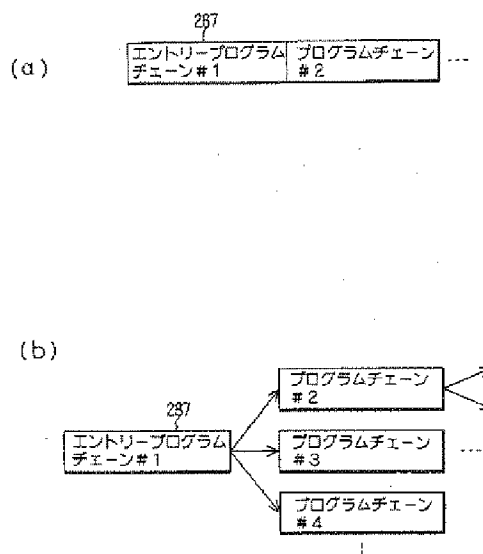 287
(a)
エントリープログラム プログラムチェーン
チェーン#1 #2
(b)
プログラムチェーン
#2
287
エントリープログラム
チェーン#1
プログラムチェーン
#3
プログラムチェーン
#4